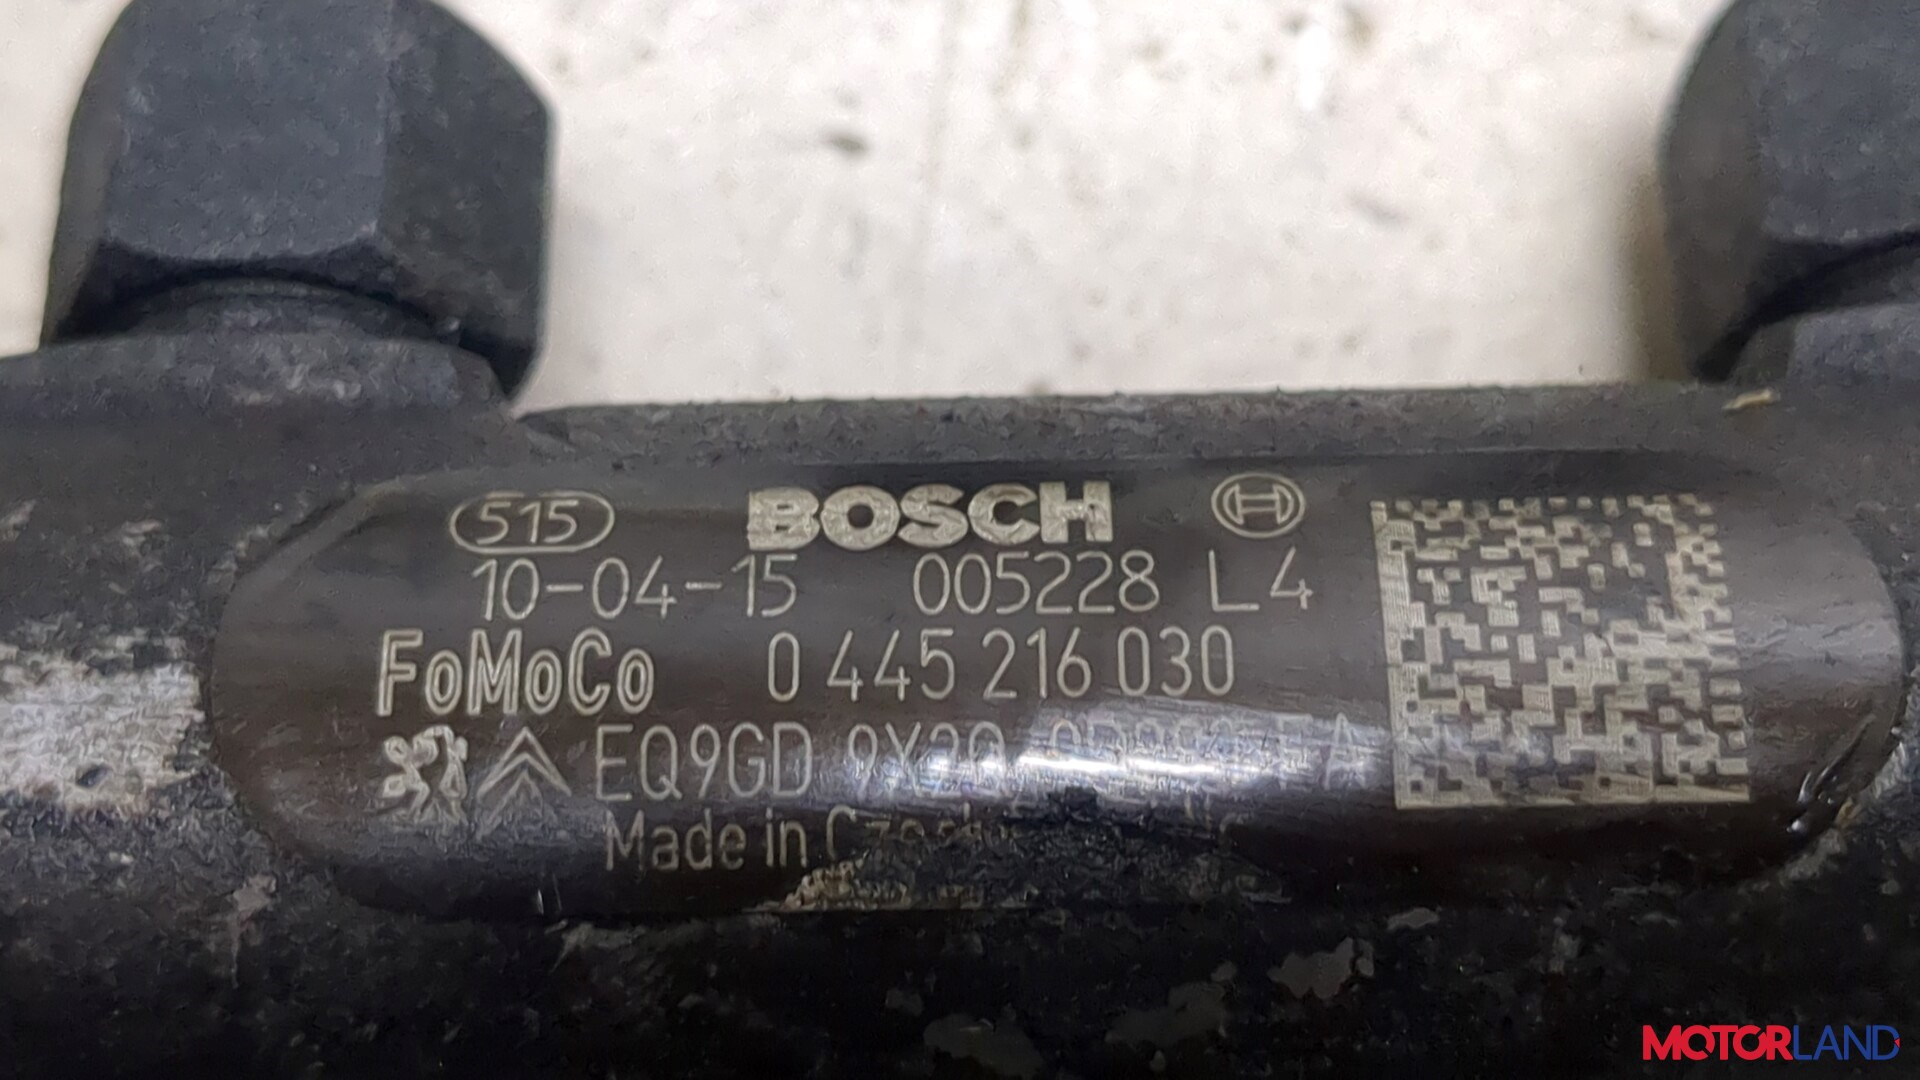 515 BOSCH
10-04-15 005228 L4
FoMoCo 0 445 216 030
EQ9GD
Made in
MOTORLAND